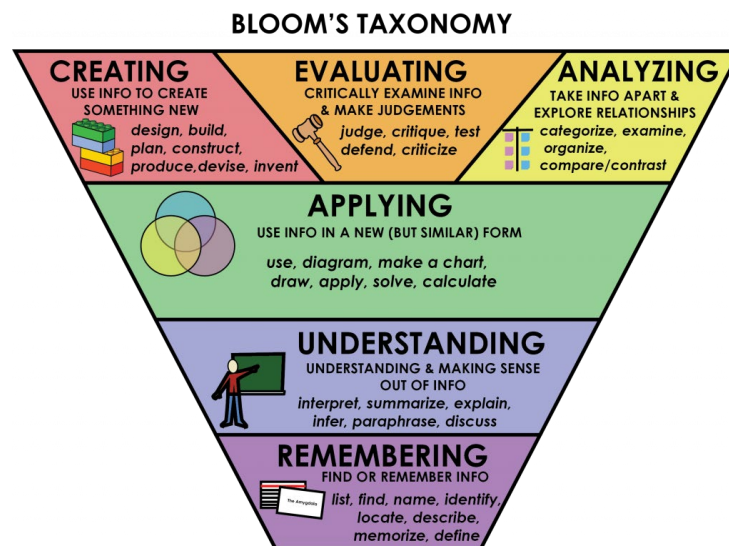 BLOOM'S TAXONOMY
CREATING
USE INFO TO CREATE
SOMETHING NEW
design, build,
plan, construct,
produce,devise, invent
EVALUATING
CRITICALLY EXAMINE INFO
& MAKE JUDGEMENTS
judge, critique, test
defend, criticize
ANALYZING
TAKE INFO APART &
EXPLORE RELATIONSHIPS
categorize, examine,
organize,
compare/contrast
APPLYING
USE INFO IN A NEW (BUT SIMILAR) FORM
use, diagram, make a chart,
draw, apply, solve, calculate
UNDERSTANDING
UNDERSTANDING & MAKING SENSE
OUT OF INFO
interpret, summarize, explain,
infer, paraphrase, discuss
REMEMBERING
FIND OR REMEMBER INFO
The Amygdala
list, find, name, identify,
locate, describe,
memorize, define